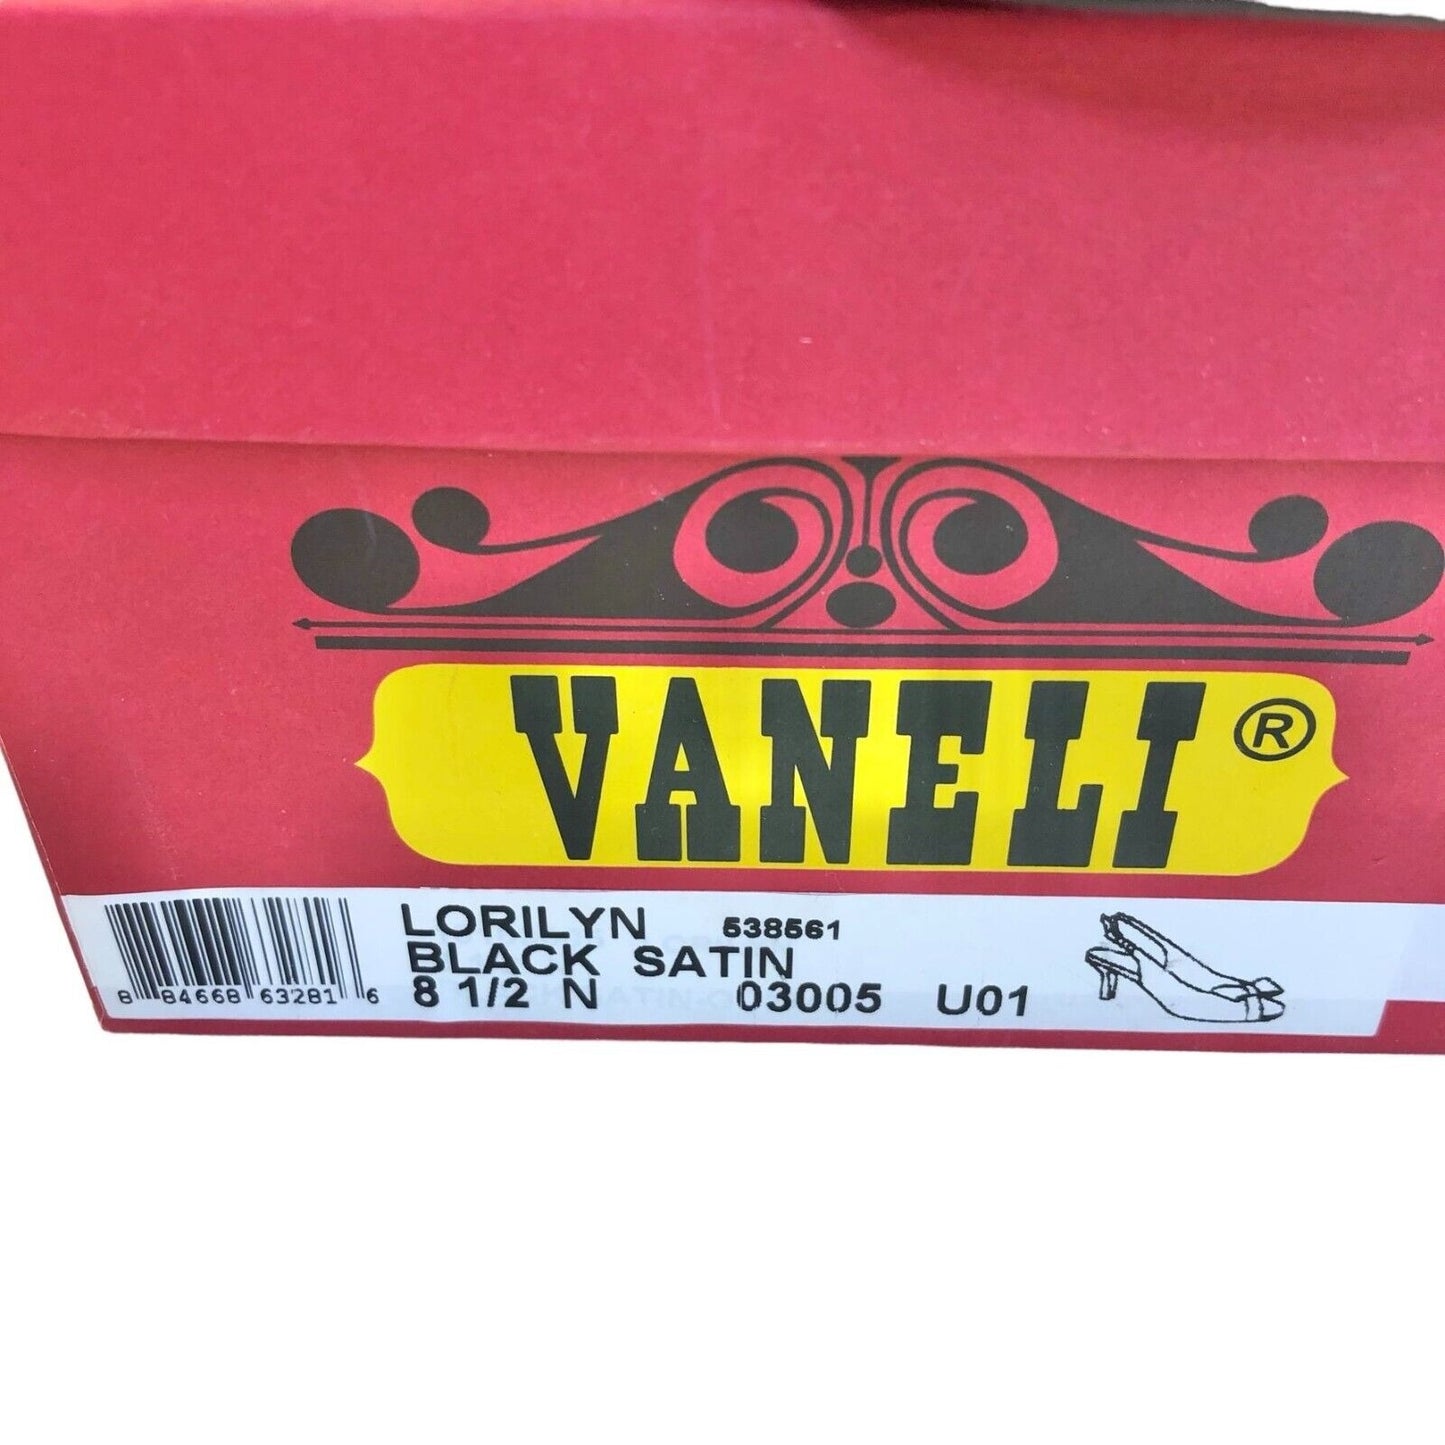 VANELI ®
LORILYN 538561
BLACK SATIN
8 1/2 N 03005 U01
8 84668 63281 6